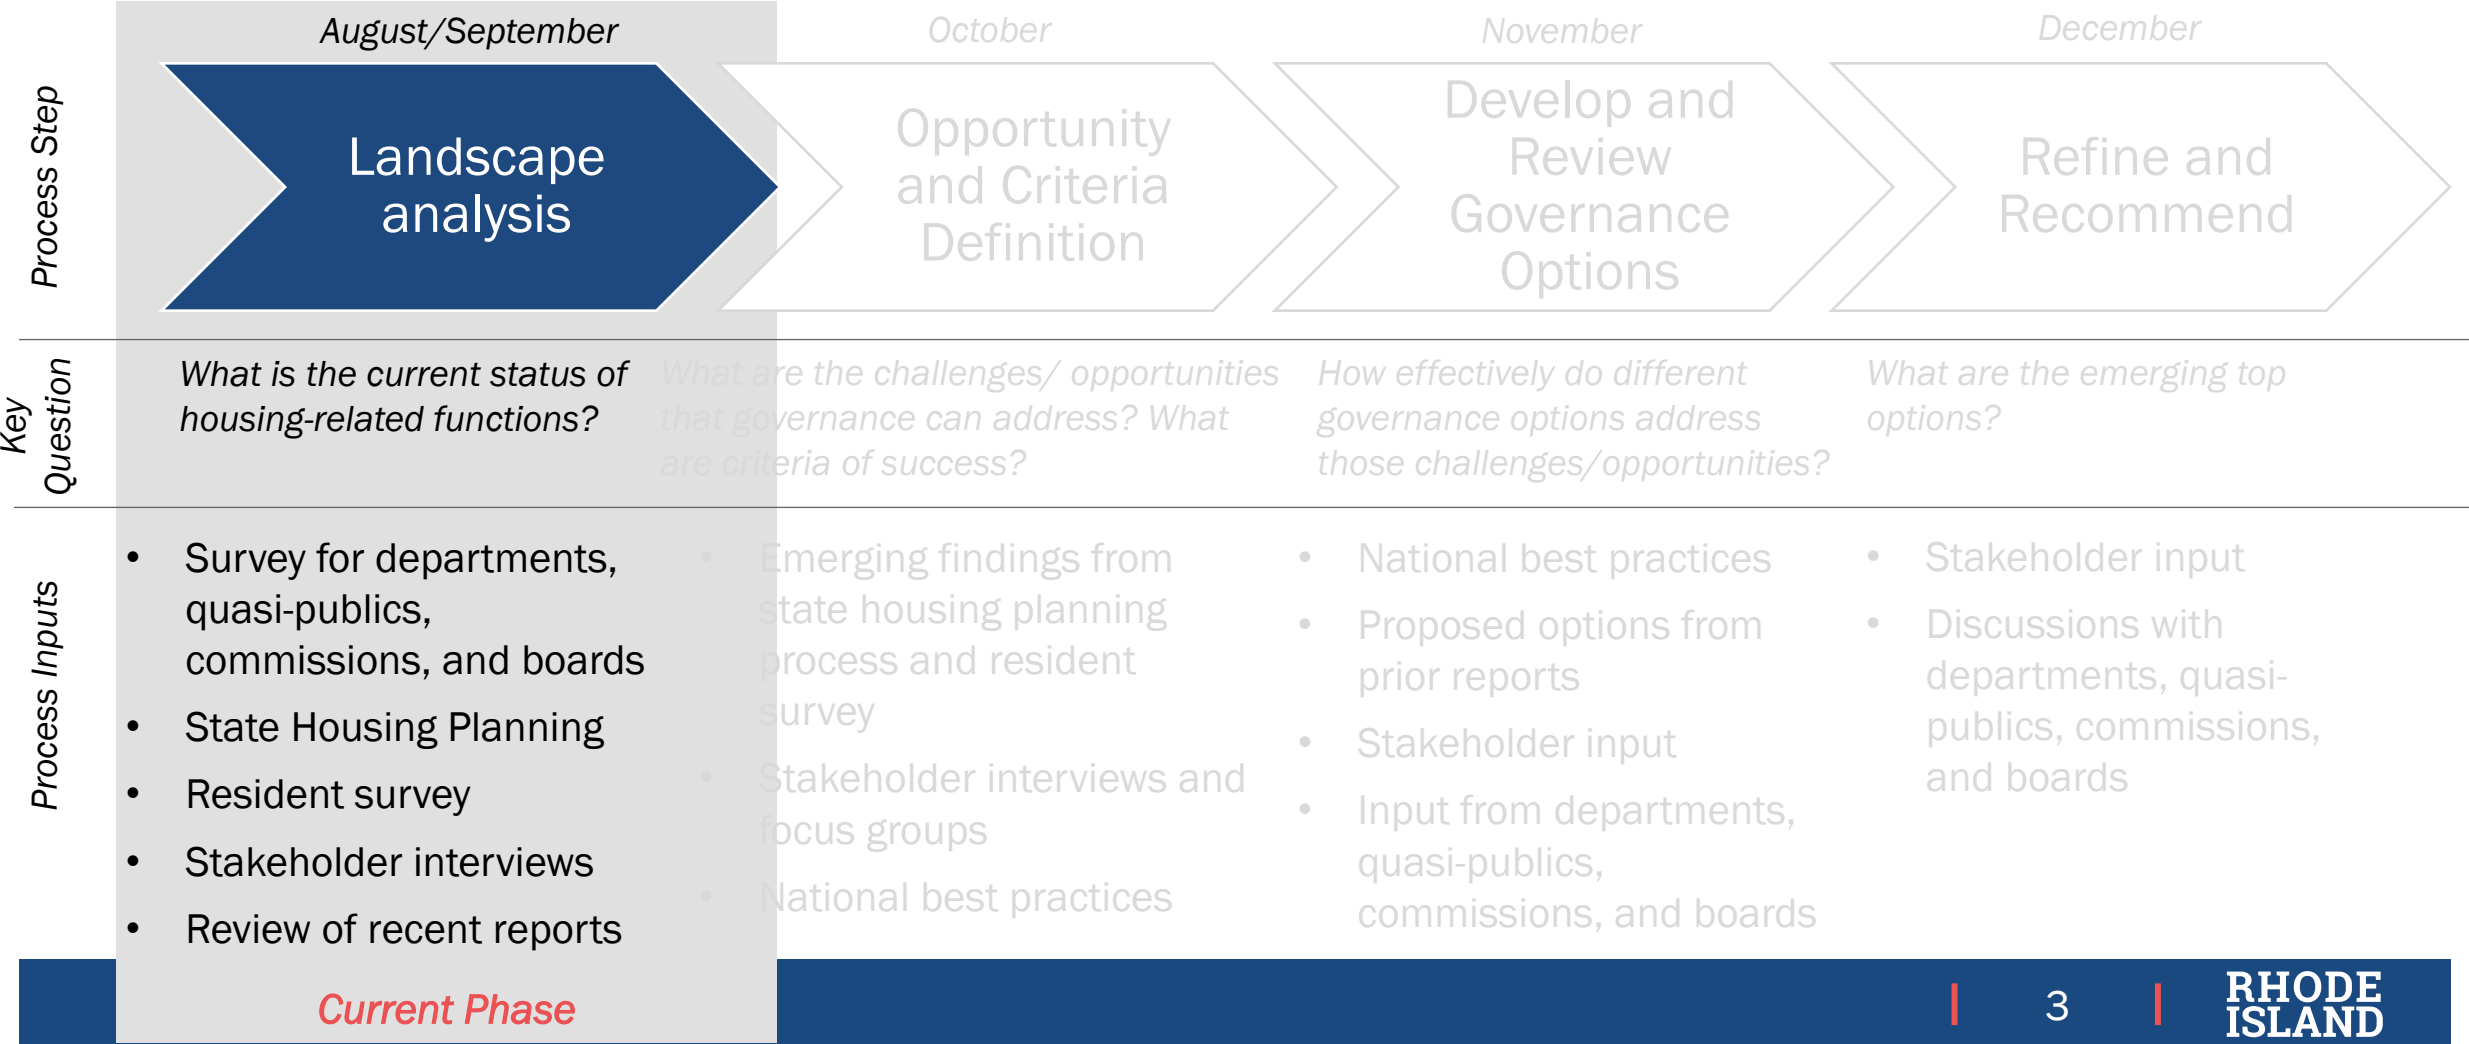 August/September
October
November
December
Process Step
Landscape
analysis
Opportunity
and Criteria
Definition
Develop and
Review
Governance
Options
Refine and
Recommend
Key
Question
What is the current status of
housing-related functions?
What are the challenges/ opportunities
that governance can address? What
are criteria of success?
How effectively do different
governance options address
those challenges/opportunities?
What are the emerging top
options?
Process Inputs
• Survey for departments,
quasi-publics,
commissions, and boards
• State Housing Planning
• Resident survey
• Stakeholder interviews
• Review of recent reports
• Emerging findings from
state housing planning
process and resident
survey
• Stakeholder interviews and
focus groups
• National best practices
• National best practices
• Proposed options from
prior reports
• Stakeholder input
• Input from departments,
quasi-publics,
commissions, and boards
• Stakeholder input
• Discussions with
departments, quasi-
publics, commissions,
and boards
Current Phase
3
RHODE
ISLAND